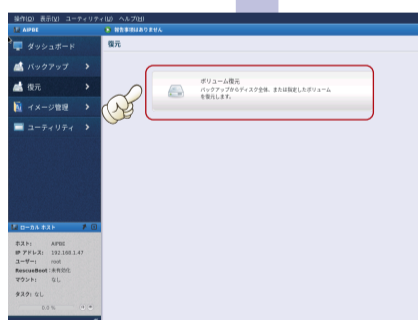 操作(O) 表示(V) ユーティリティ(U) ヘルプ(H)
AIPBE
報告事項はありません
ダッシュボード
復元
バックアップ
復元
イメージ管理
ユーティリティ
ボリューム復元
バックアップからディスク全体、または指定したボリューム
を復元します。
ローカル ホスト
ホスト: AIPBE
IP アドレス: 192.168.1.47
ユーザー: root
RescueBoot: 未有効化
マウント: なし
タスク: なし
0.0 %